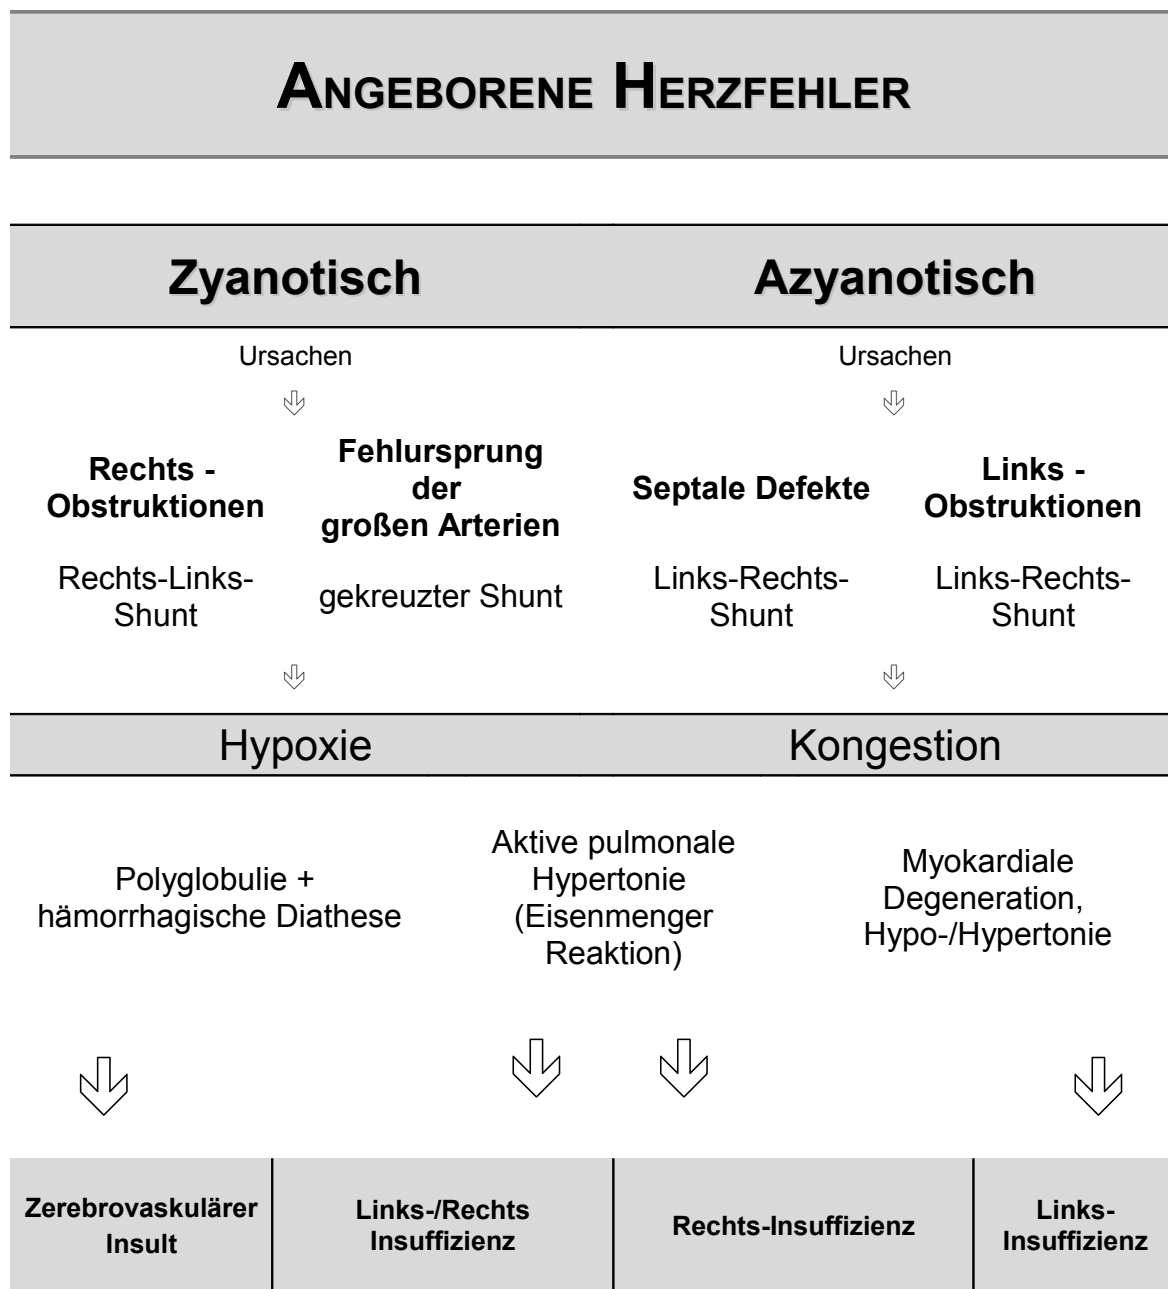 ANGEBORENE HERZFEHLER
Zyanotisch
Azyanotisch
Ursachen
Ursachen
Rechts -
Obstruktionen
Fehlursprung
der
großen Arterien
Septale Defekte
Links -
Obstruktionen
Rechts-Links-
Shunt
gekreuzter Shunt
Links-Rechts-
Shunt
Links-Rechts-
Shunt
Hypoxie
Kongestion
Polyglobulie +
hämorrhagische Diathese
Aktive pulmonale
Hypertonie
(Eisenmenger
Reaktion)
Myokardiale
Degeneration,
Hypo-/Hypertonie
Zerebrovaskulärer
Insult
Links-/Rechts
Insuffizienz
Rechts-Insuffizienz
Links-
Insuffizienz